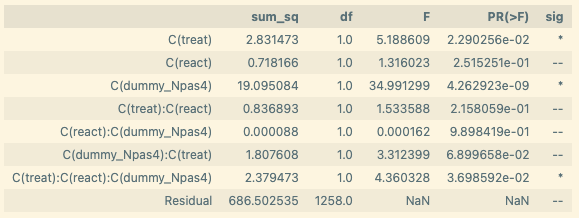 sum_sq df F PR(>F) sig
C(treat) 2.831473 1.0 5.188609 2.290256e-02 *
C(react) 0.718166 1.0 1.316023 2.515251e-01 --
C(dummy_Npas4) 19.095084 1.0 34.991299 4.262923e-09 *
C(treat):C(react) 0.836893 1.0 1.533588 2.158059e-01 --
C(react):C(dummy_Npas4) 0.000088 1.0 0.000162 9.898419e-01 --
C(dummy_Npas4):C(treat) 1.807608 1.0 3.312399 6.899658e-02 --
C(treat):C(react):C(dummy_Npas4) 2.379473 1.0 4.360328 3.698592e-02 *
Residual 686.502535 1258.0 NaN NaN --